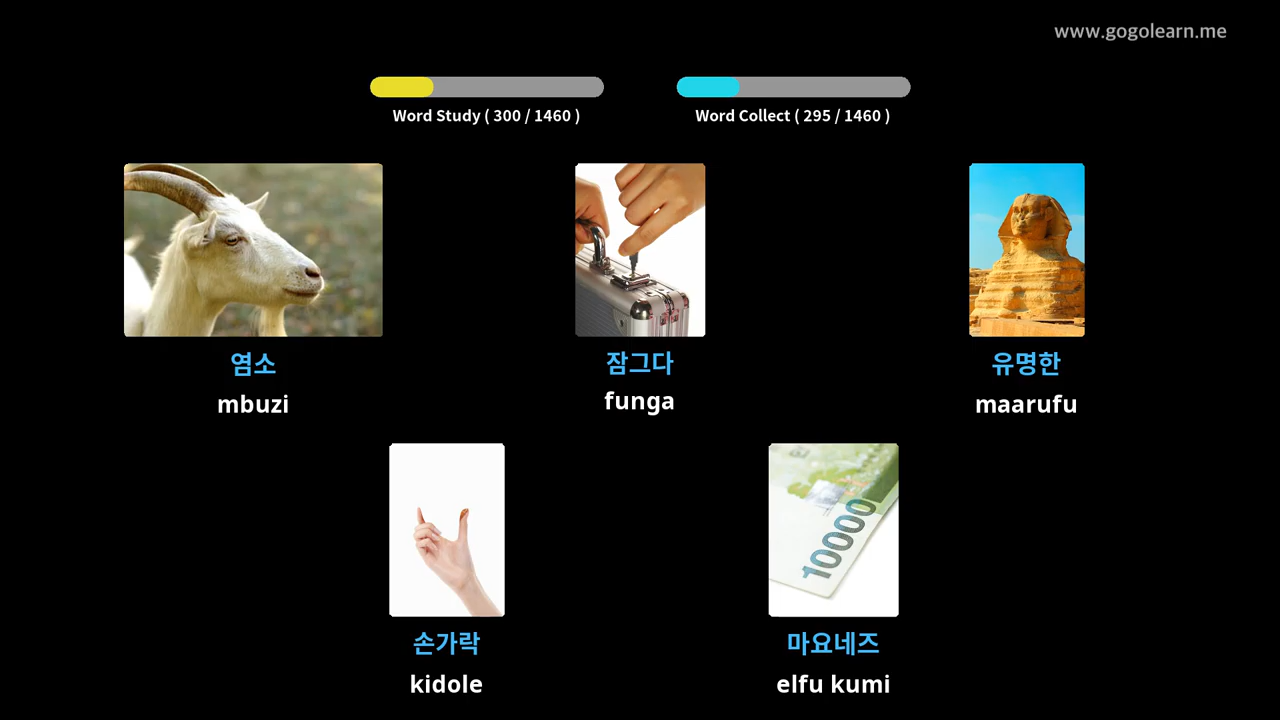 www.gogolearn.me
Word Study ( 300 / 1460 )
Word Collect ( 295 / 1460 )
염소
mbuzi
잠그다
funga
유명한
maarufu
10000
손가락
kidole
마요네즈
elfu kumi